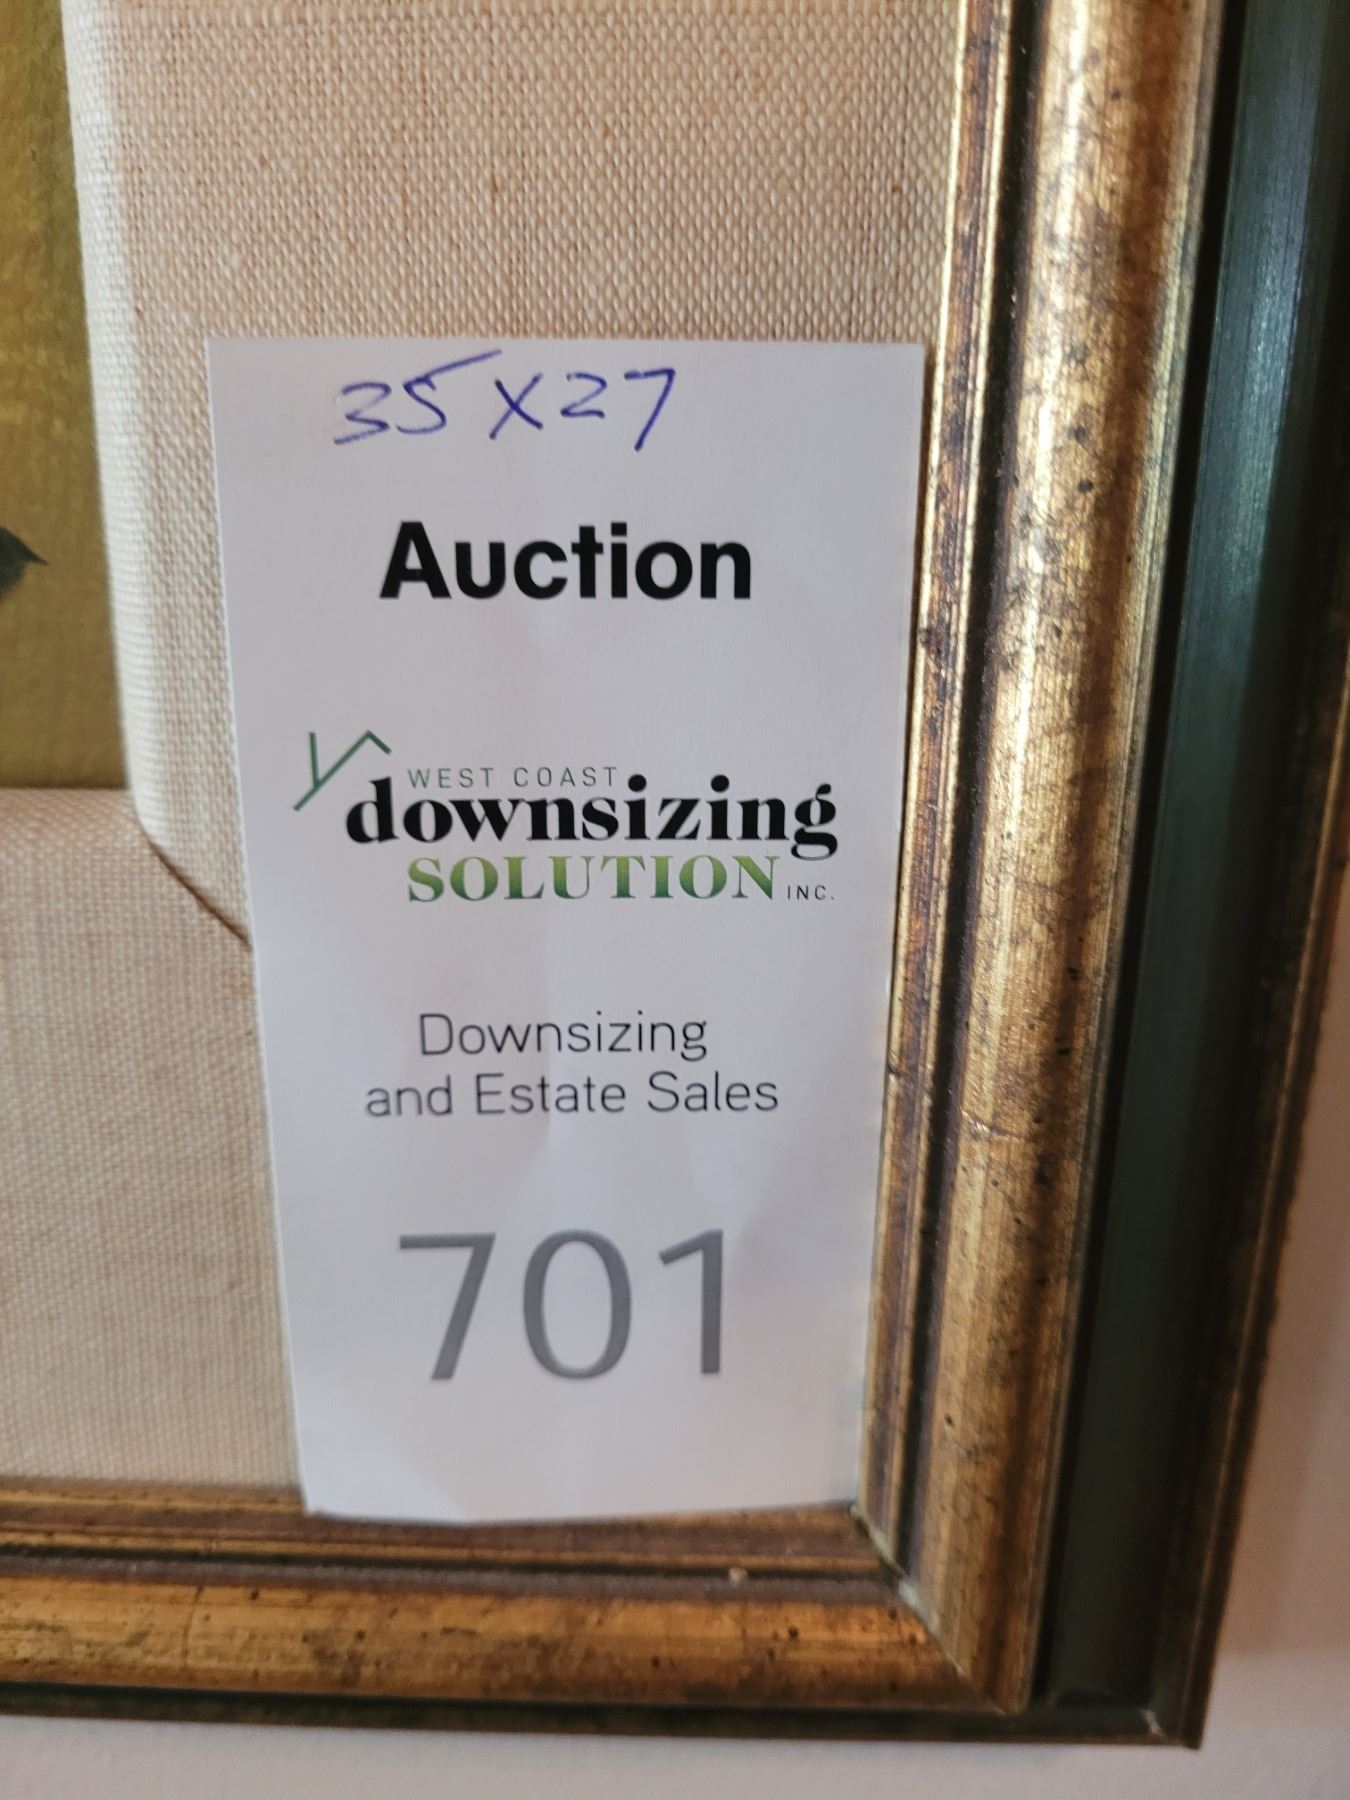 35 x 27
Auction
WEST COAST
downsizing
SOLUTION INC.
Downsizing
and Estate Sales
701